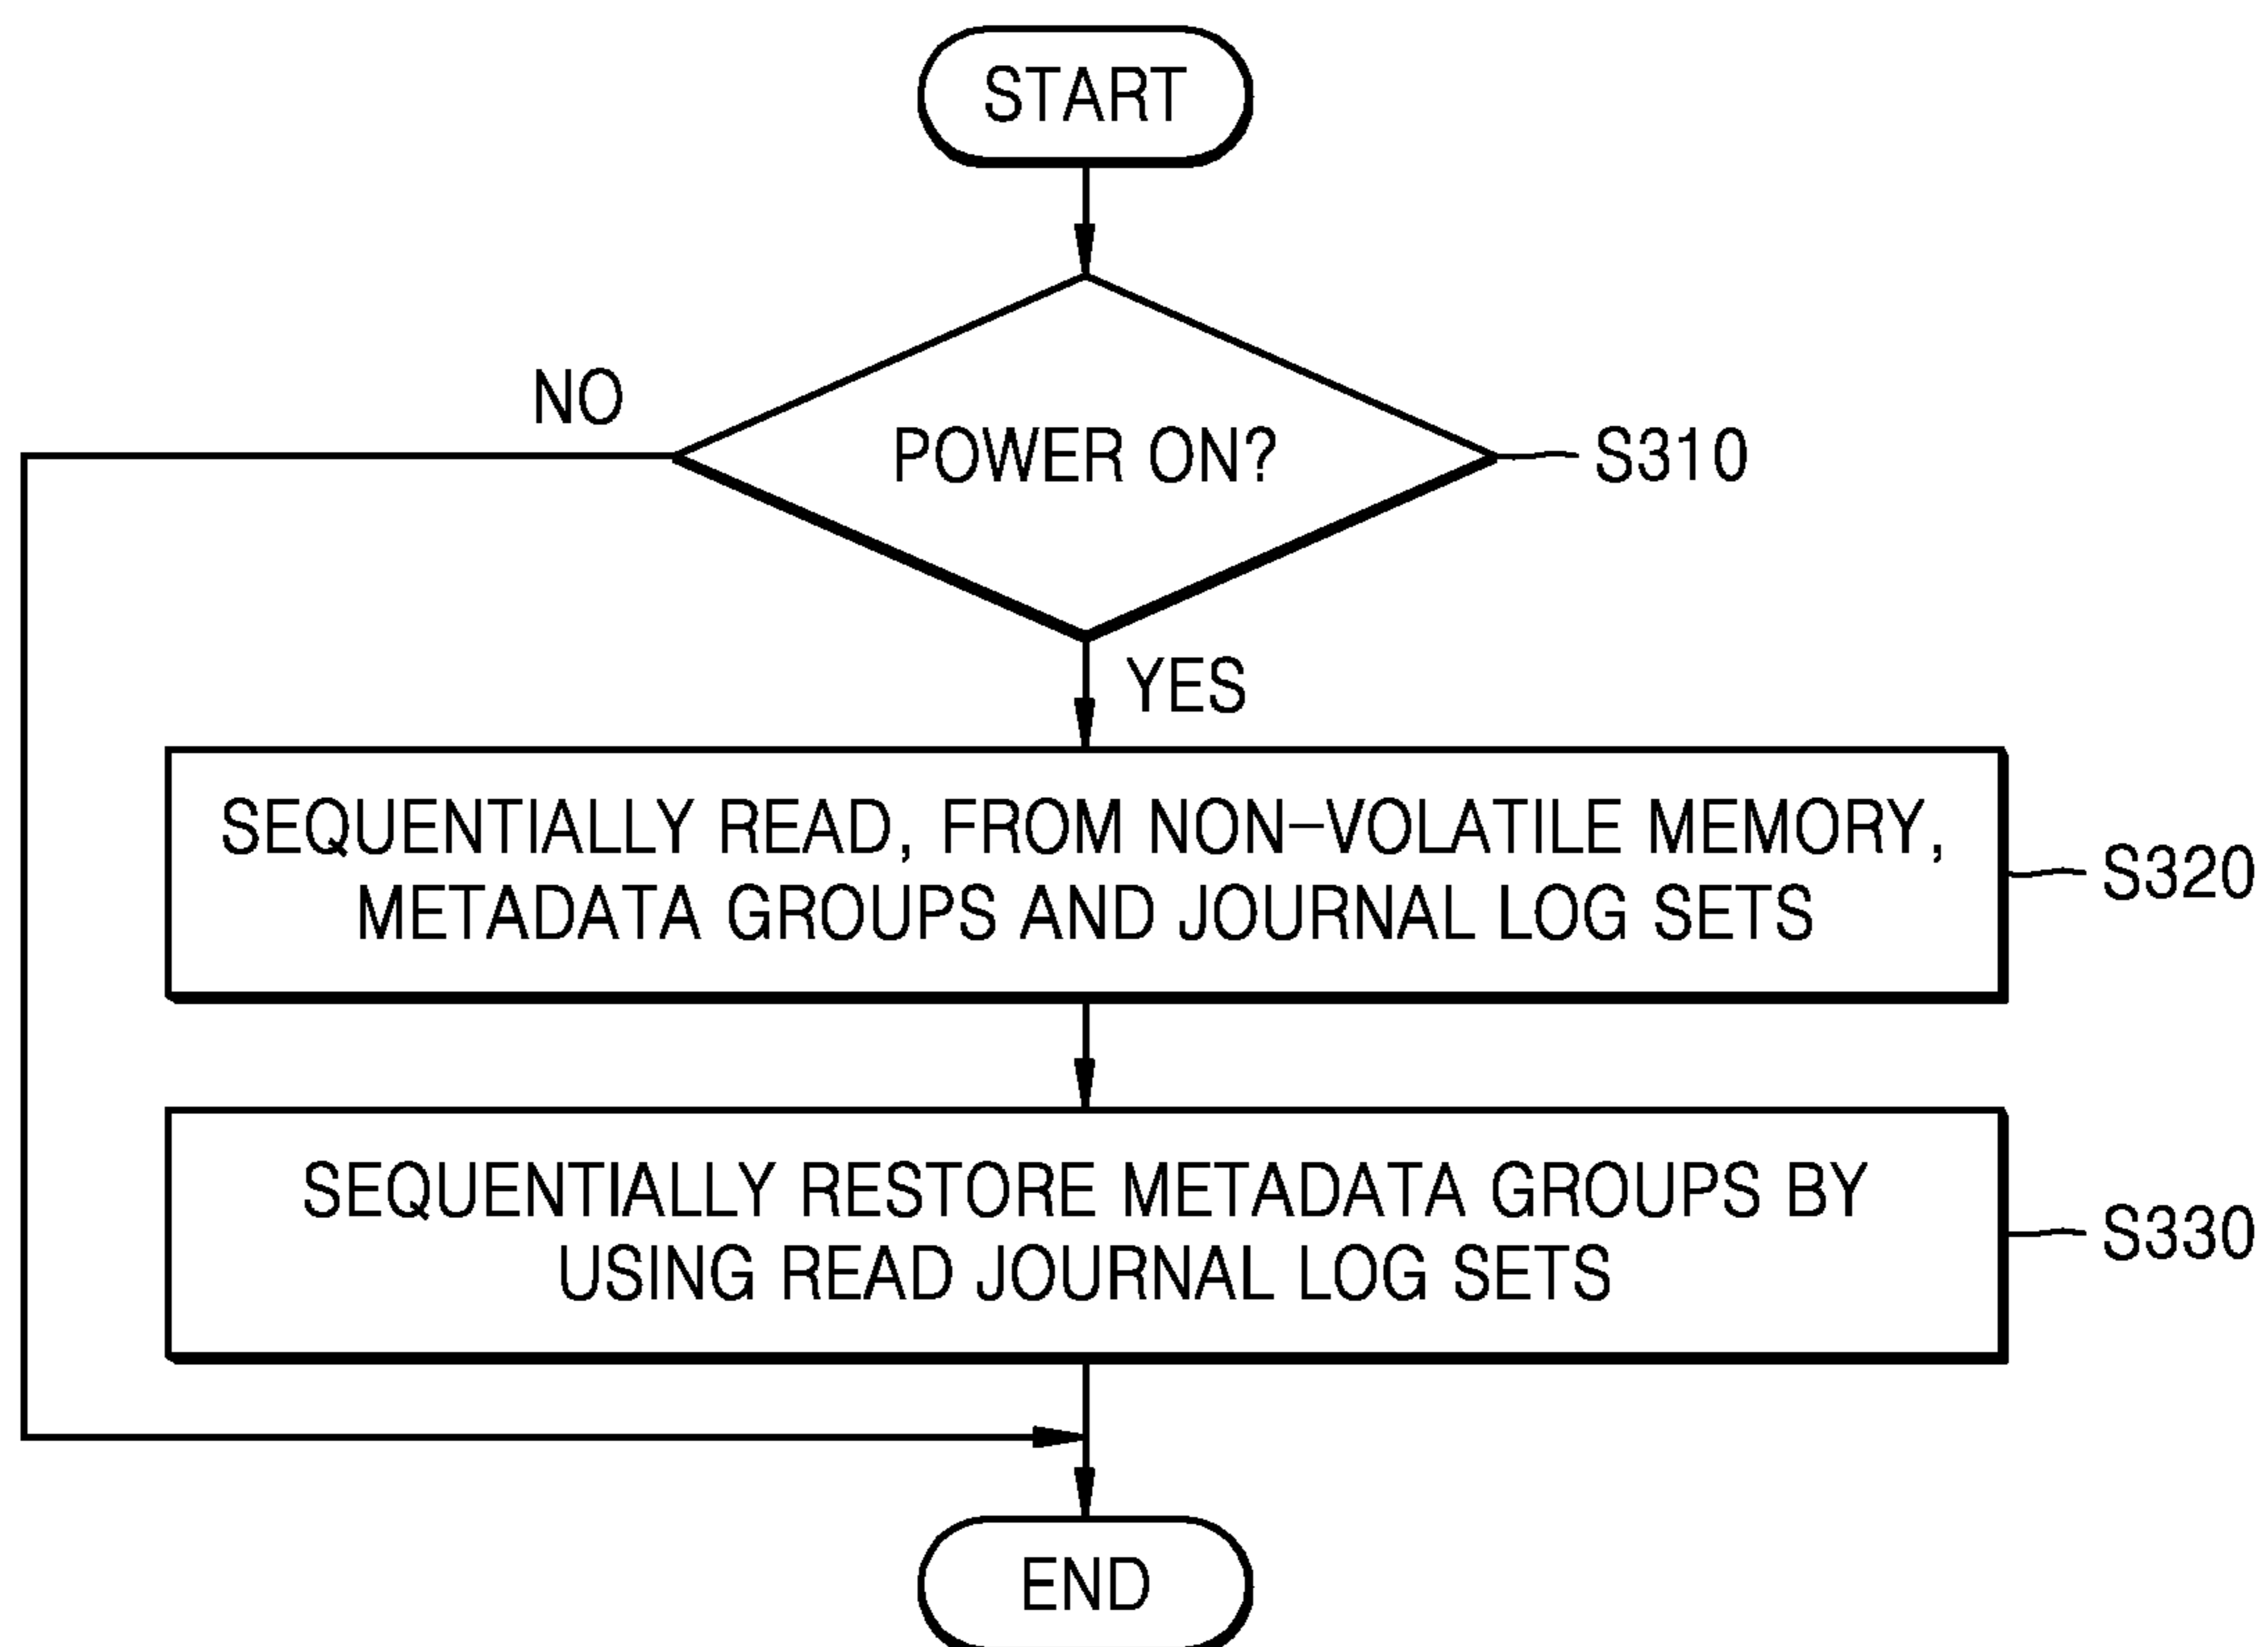 START
NO
POWER ON?
S310
YES
SEQUENTIALLY READ, FROM NON-VOLATILE MEMORY,
METADATA GROUPS AND JOURNAL LOG SETS
S320
SEQUENTIALLY RESTORE METADATA GROUPS BY
USING READ JOURNAL LOG SETS
S330
END